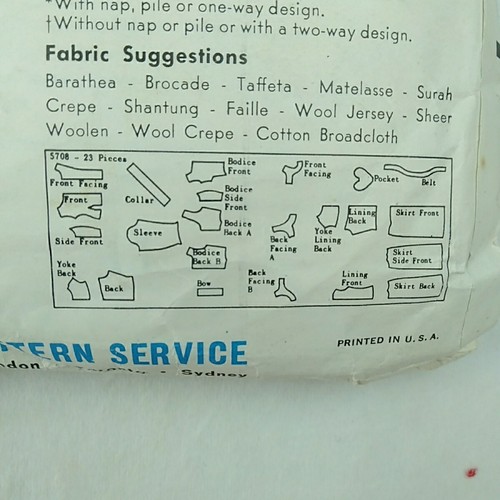 *With nap, pile or one-way design.
†Without nap or pile or with a two-way design.
Fabric Suggestions
Barathea - Brocade - Taffeta - Matelasse - Surah
Crepe - Shantung - Faille - Wool Jersey - Sheer
Woolen - Wool Crepe - Cotton Broadcloth
5708 - 23 Pieces
Front Facing
Collar
Bodice Front
Front Facing
Pocket
Belt
Front
Bodice Side Front
Side Front
Sleeve
Bodice Back A
Back Facing A
Yoke Lining Back
Lining Back
Skirt Front
Yoke Back
Back
Bodice Back B
Bow
Back Facing B
Lining Front
Skirt Side Front
Skirt Back
TERN SERVICE
Sydney
PRINTED IN U.S.A.